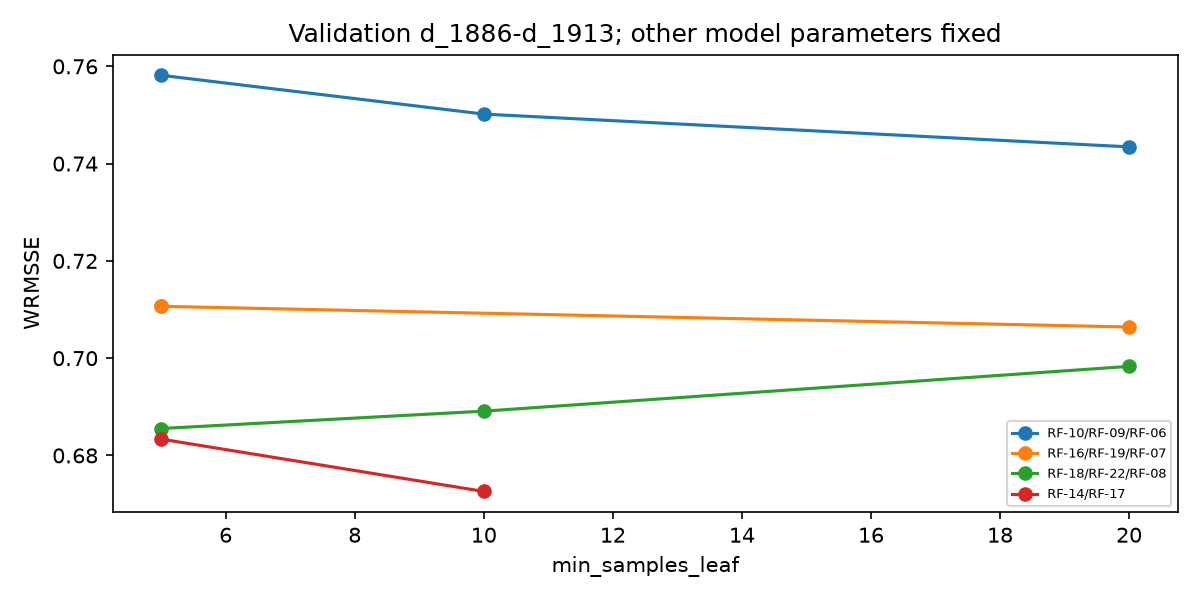 Validation d_1886-d_1913; other model parameters fixed
WRMSSE
0.76
0.74
0.72
0.70
0.68
RF-10/RF-09/RF-06
RF-16/RF-19/RF-07
RF-18/RF-22/RF-08
RF-14/RF-17
6 8 10 12 14 16 18 20
min_samples_leaf